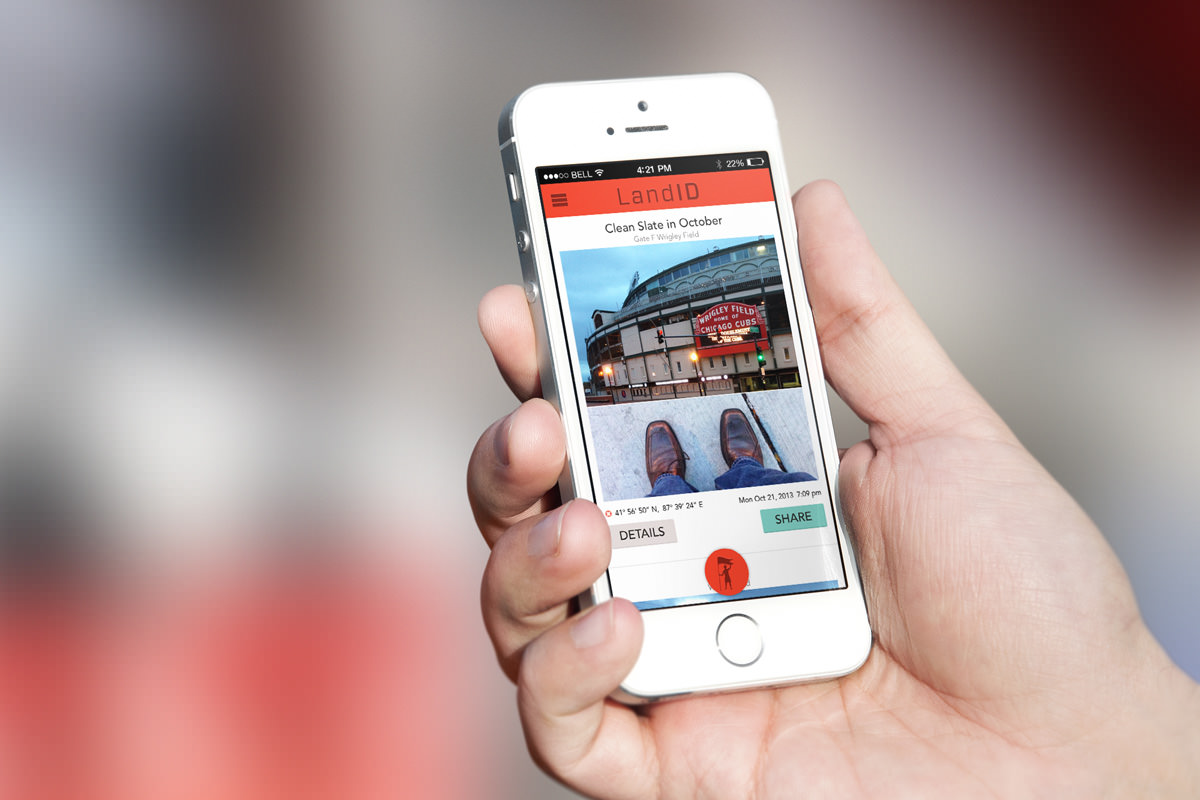 BELL 4:21 PM 22%
LandID
Clean Slate in October
Gate F Wrigley Field
WRIGLEY FIELD
HOME OF
CHICAGO CUBS
41° 56' 50" N, 87° 39' 24" E
Mon Oct 21, 2013 7:09 pm
DETAILS
SHARE